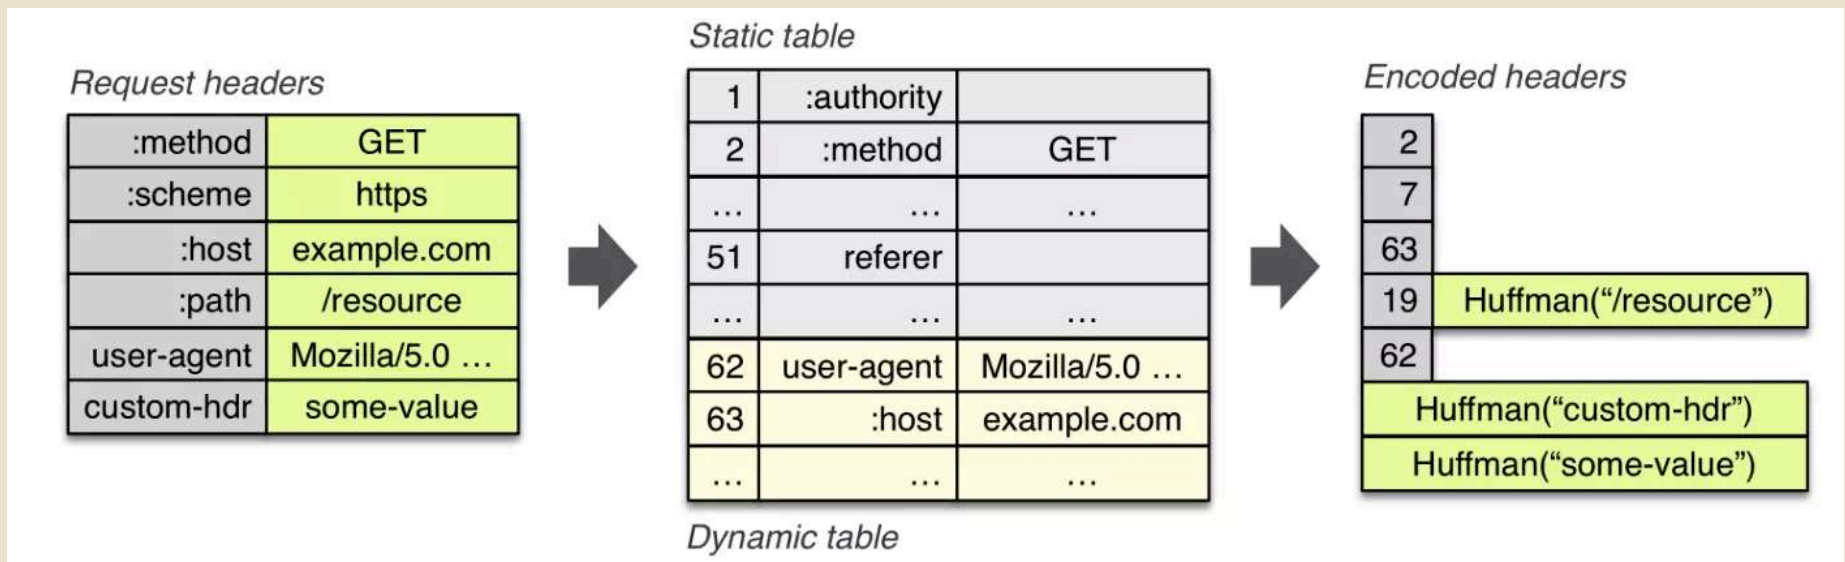 Request headers
:method GET
:scheme https
:host example.com
:path /resource
user-agent Mozilla/5.0 ...
custom-hdr some-value
Static table
1 :authority
2 :method GET
... ... ...
51 referer
... ... ...
62 user-agent Mozilla/5.0 ...
63 :host example.com
... ... ...
Dynamic table
Encoded headers
2
7
63
19 Huffman(“/resource”)
62
Huffman(“custom-hdr”)
Huffman(“some-value”)